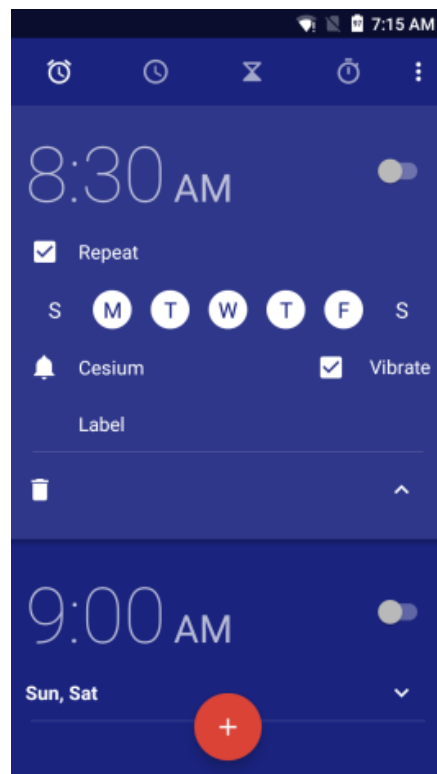 7:15 AM
8:30 AM
Repeat
S M T W T F S
Cesium Vibrate
Label
9:00 AM
Sun, Sat
+